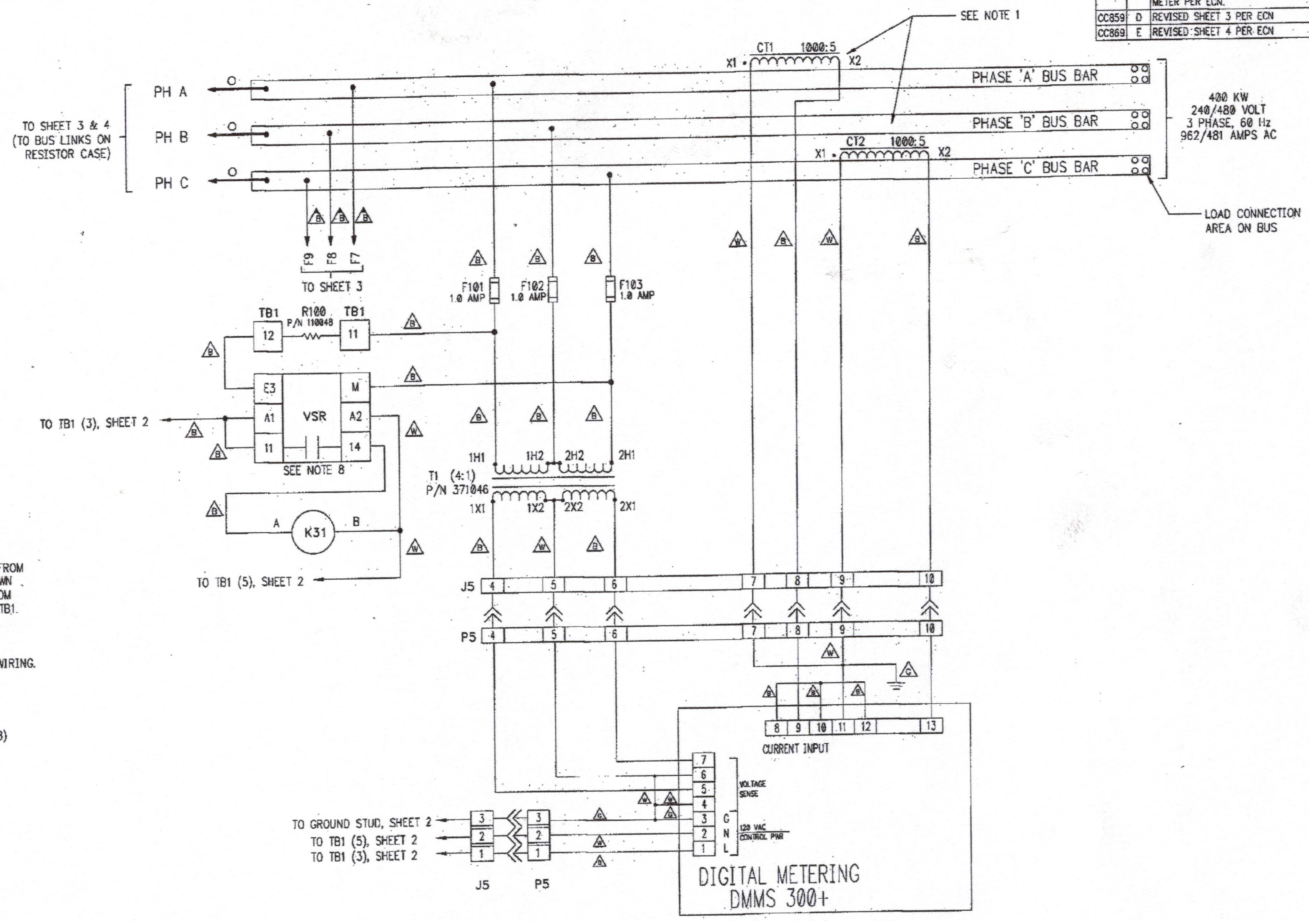 METER PER ECN.
CC859 D REVISED SHEET 3 PER ECN
CC869 E REVISED SHEET 4 PER ECN
SEE NOTE 1
CT1 1000:5
X1 X2
PHASE 'A' BUS BAR
PH A
TO SHEET 3 & 4
(TO BUS LINKS ON
RESISTOR CASE)
PH B
PHASE 'B' BUS BAR
400 KW
240/480 VOLT
3 PHASE, 60 Hz
962/481 AMPS AC
CT2 1000:5
X1 X2
PH C
PHASE 'C' BUS BAR
LOAD CONNECTION
AREA ON BUS
B B B
W B W B
F9 F8 F7
TO SHEET 3
B B B
F101
1.0 AMP
F102
1.0 AMP
F103
1.0 AMP
TB1 R100 TB1
P/N 110048
12 11
B
B
E3 M
B
TO TB1 (3), SHEET 2
A1 VSR A2
B
W
B
11 14
SEE NOTE 8
B B B
1H1 1H2 2H2 2H1
T1 (4:1)
P/N 371046
1X1 1X2 2X2 2X1
B
A K31 B
W
B W B
TO TB1 (5), SHEET 2
J5 4 5 6 7 8 9 10
P5 4 5 6 7 8 9 10
FROM
WN
OM
TB1.
WIRING.
W
G
8 9 10 11 12 13
CURRENT INPUT
7
6
5
4
VOLTAGE
SENSE
3 G
2 N
1 L
120 VAC
CONTROL PWR
TO GROUND STUD, SHEET 2 3 3
TO TB1 (5), SHEET 2 2 2
TO TB1 (3), SHEET 2 1 1
J5 P5
DIGITAL METERING
DMMS 300+